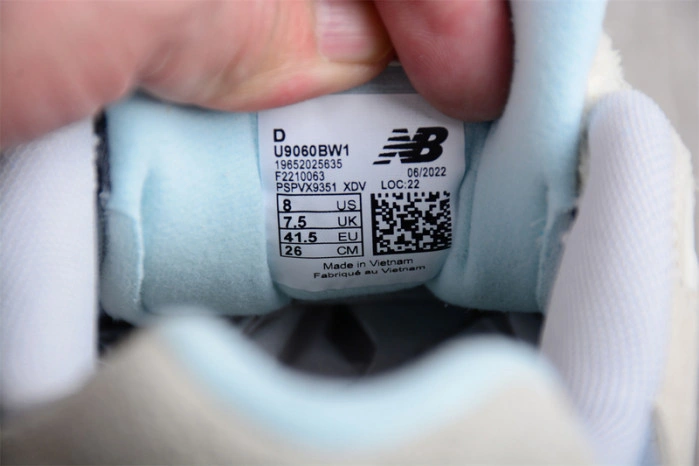 D
U9060BW1
19652025635
F2210063
PSPVX9351 XDV
NB
06/2022
LOC:22
8 US
7.5 UK
41.5 EU
26 CM
Made in Vietnam
Fabriqué au Vietnam